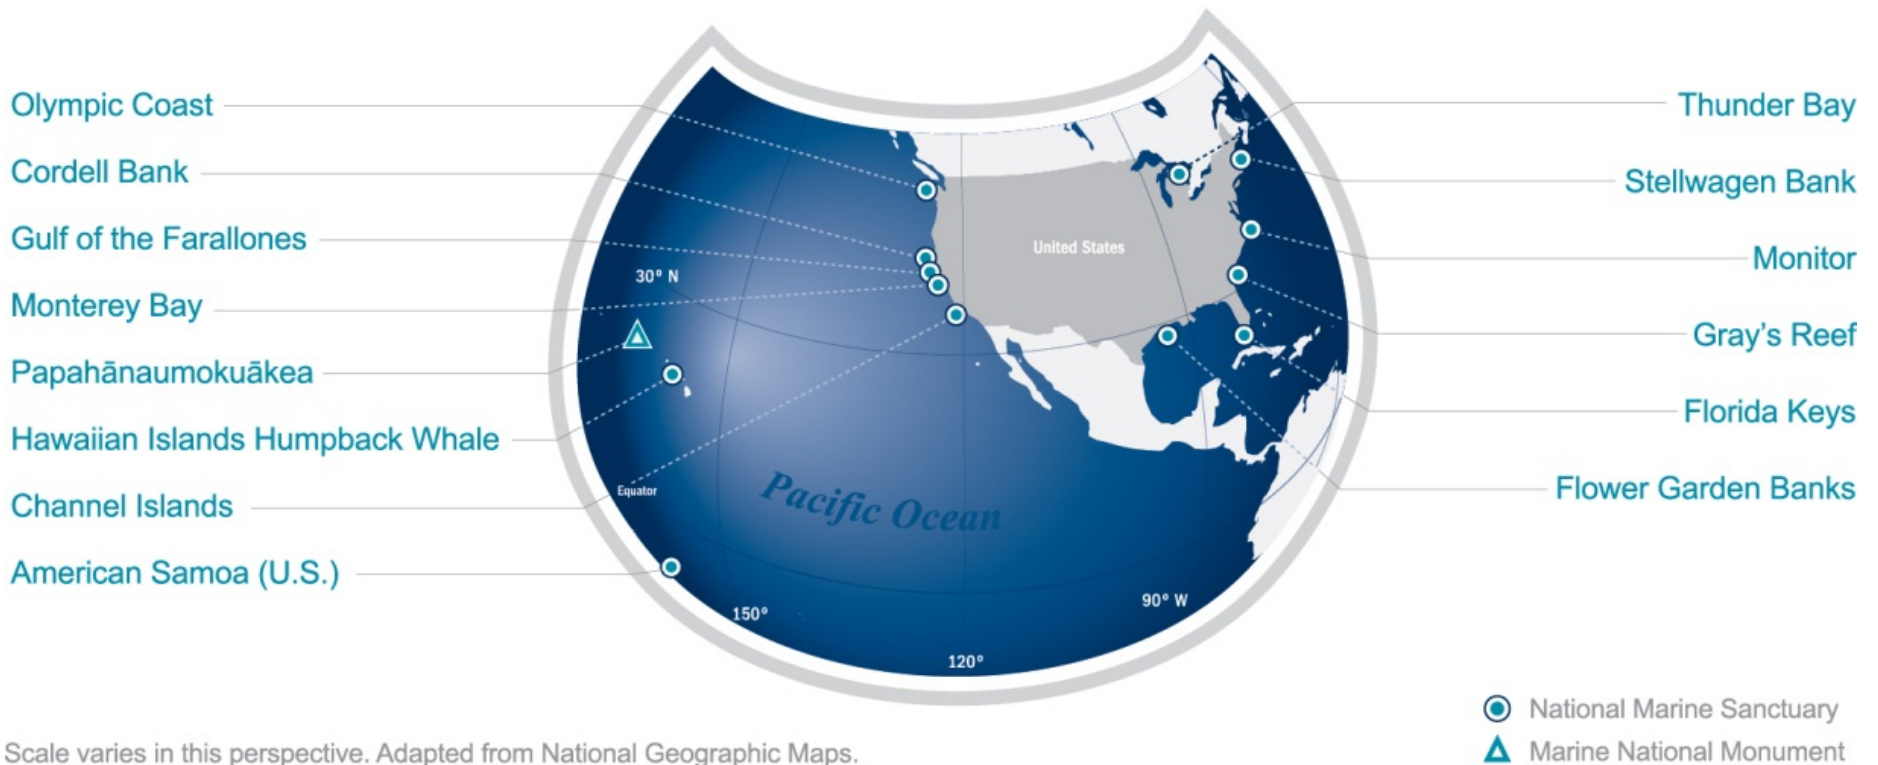 Olympic Coast
Cordell Bank
Gulf of the Farallones
Monterey Bay
Papahānaumokuākea
Hawaiian Islands Humpback Whale
Channel Islands
American Samoa (U.S.)
30° N
Equator
150°
120°
90° W
United States
Pacific Ocean
Thunder Bay
Stellwagen Bank
Monitor
Gray’s Reef
Florida Keys
Flower Garden Banks
National Marine Sanctuary
Marine National Monument
Scale varies in this perspective. Adapted from National Geographic Maps.